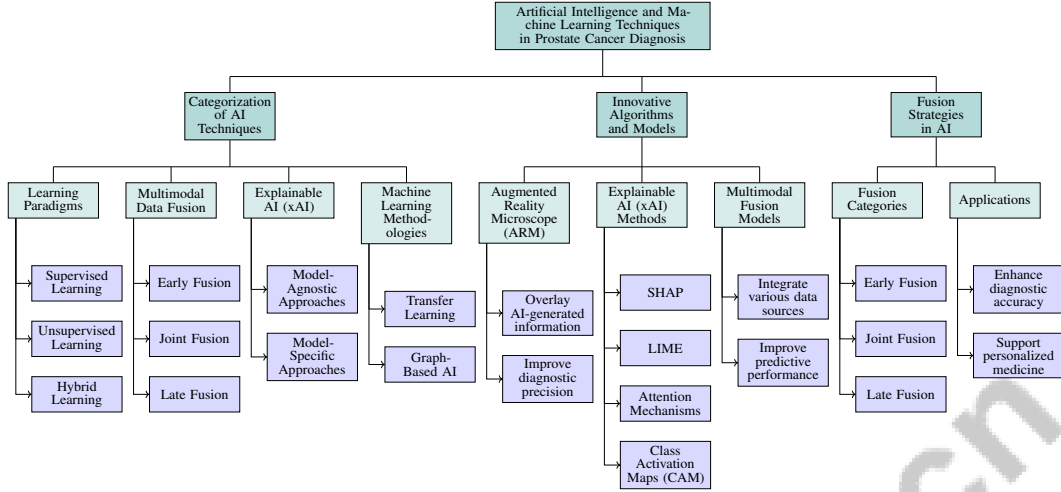 Artificial Intelligence and Ma-
chine Learning Techniques
in Prostate Cancer Diagnosis
Categorization
of AI
Techniques
Innovative
Algorithms
and Models
Fusion
Strategies
in AI
Learning
Paradigms
Multimodal
Data Fusion
Explainable
AI (xAI)
Machine
Learning
Method-
ologies
Augmented
Reality
Microscope
(ARM)
Explainable
AI (xAI)
Methods
Multimodal
Fusion
Models
Fusion
Categories
Applications
Supervised
Learning
Unsupervised
Learning
Hybrid
Learning
Early Fusion
Joint Fusion
Late Fusion
Model-
Agnostic
Approaches
Model-
Specific
Approaches
Transfer
Learning
Graph-
Based AI
Overlay
AI-generated
information
Improve
diagnostic
precision
SHAP
LIME
Attention
Mechanisms
Class
Activation
Maps (CAM)
Integrate
various data
sources
Improve
predictive
performance
Early Fusion
Joint Fusion
Late Fusion
Enhance
diagnostic
accuracy
Support
personalized
medicine
.cn